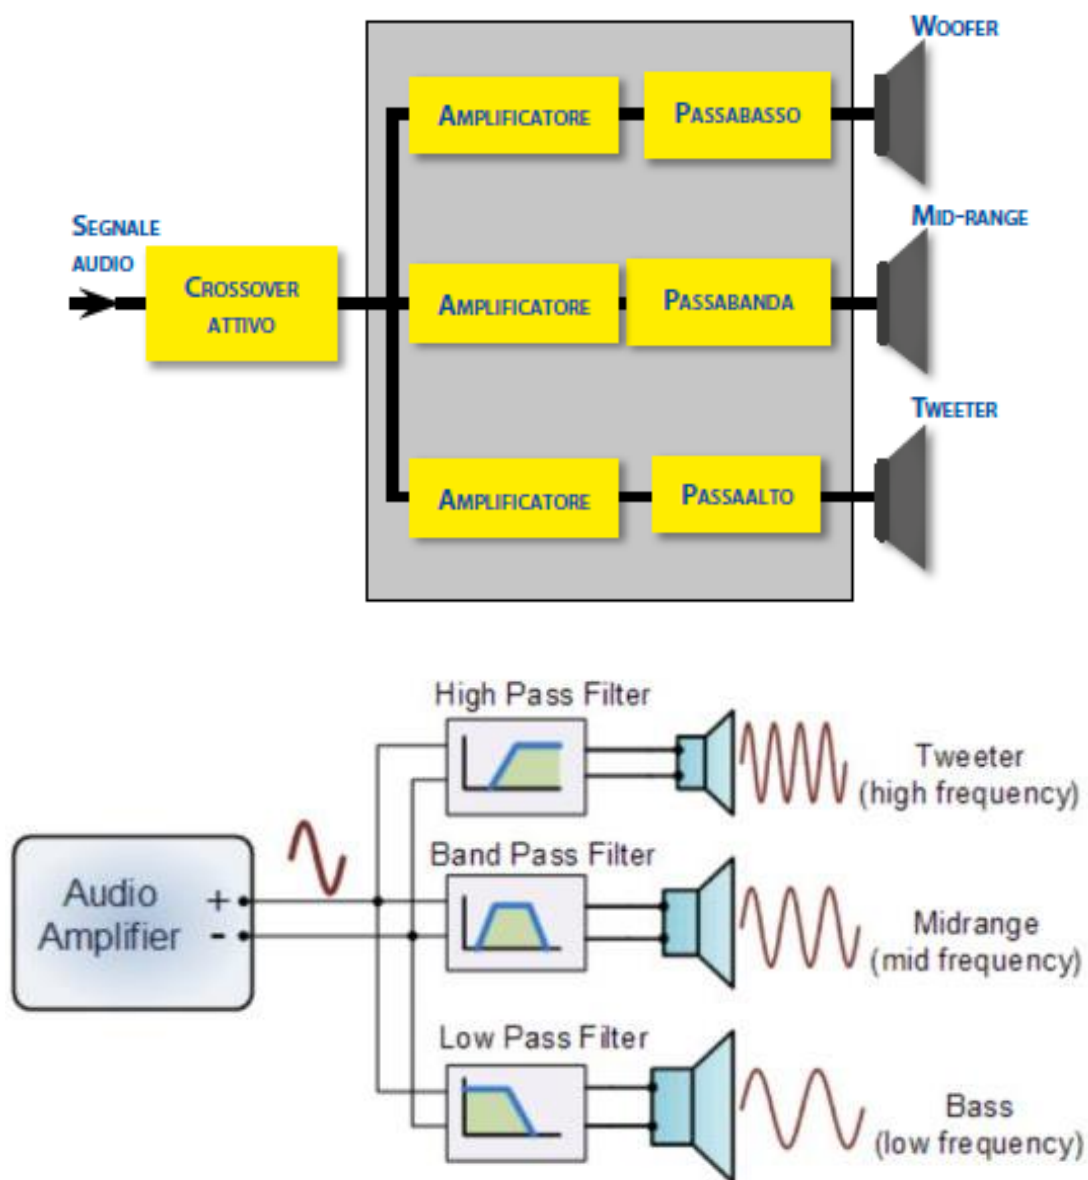 WOOFER
AMPLIFICATORE
PASSABASSO
SEGNALE
AUDIO
MID-RANGE
CROSSOVER
ATTIVO
AMPLIFICATORE
PASSABANDA
TWEETER
AMPLIFICATORE
PASSAALTO
High Pass Filter
Tweeter
(high frequency)
Band Pass Filter
Audio
Amplifier
+
-
Midrange
(mid frequency)
Low Pass Filter
Bass
(low frequency)